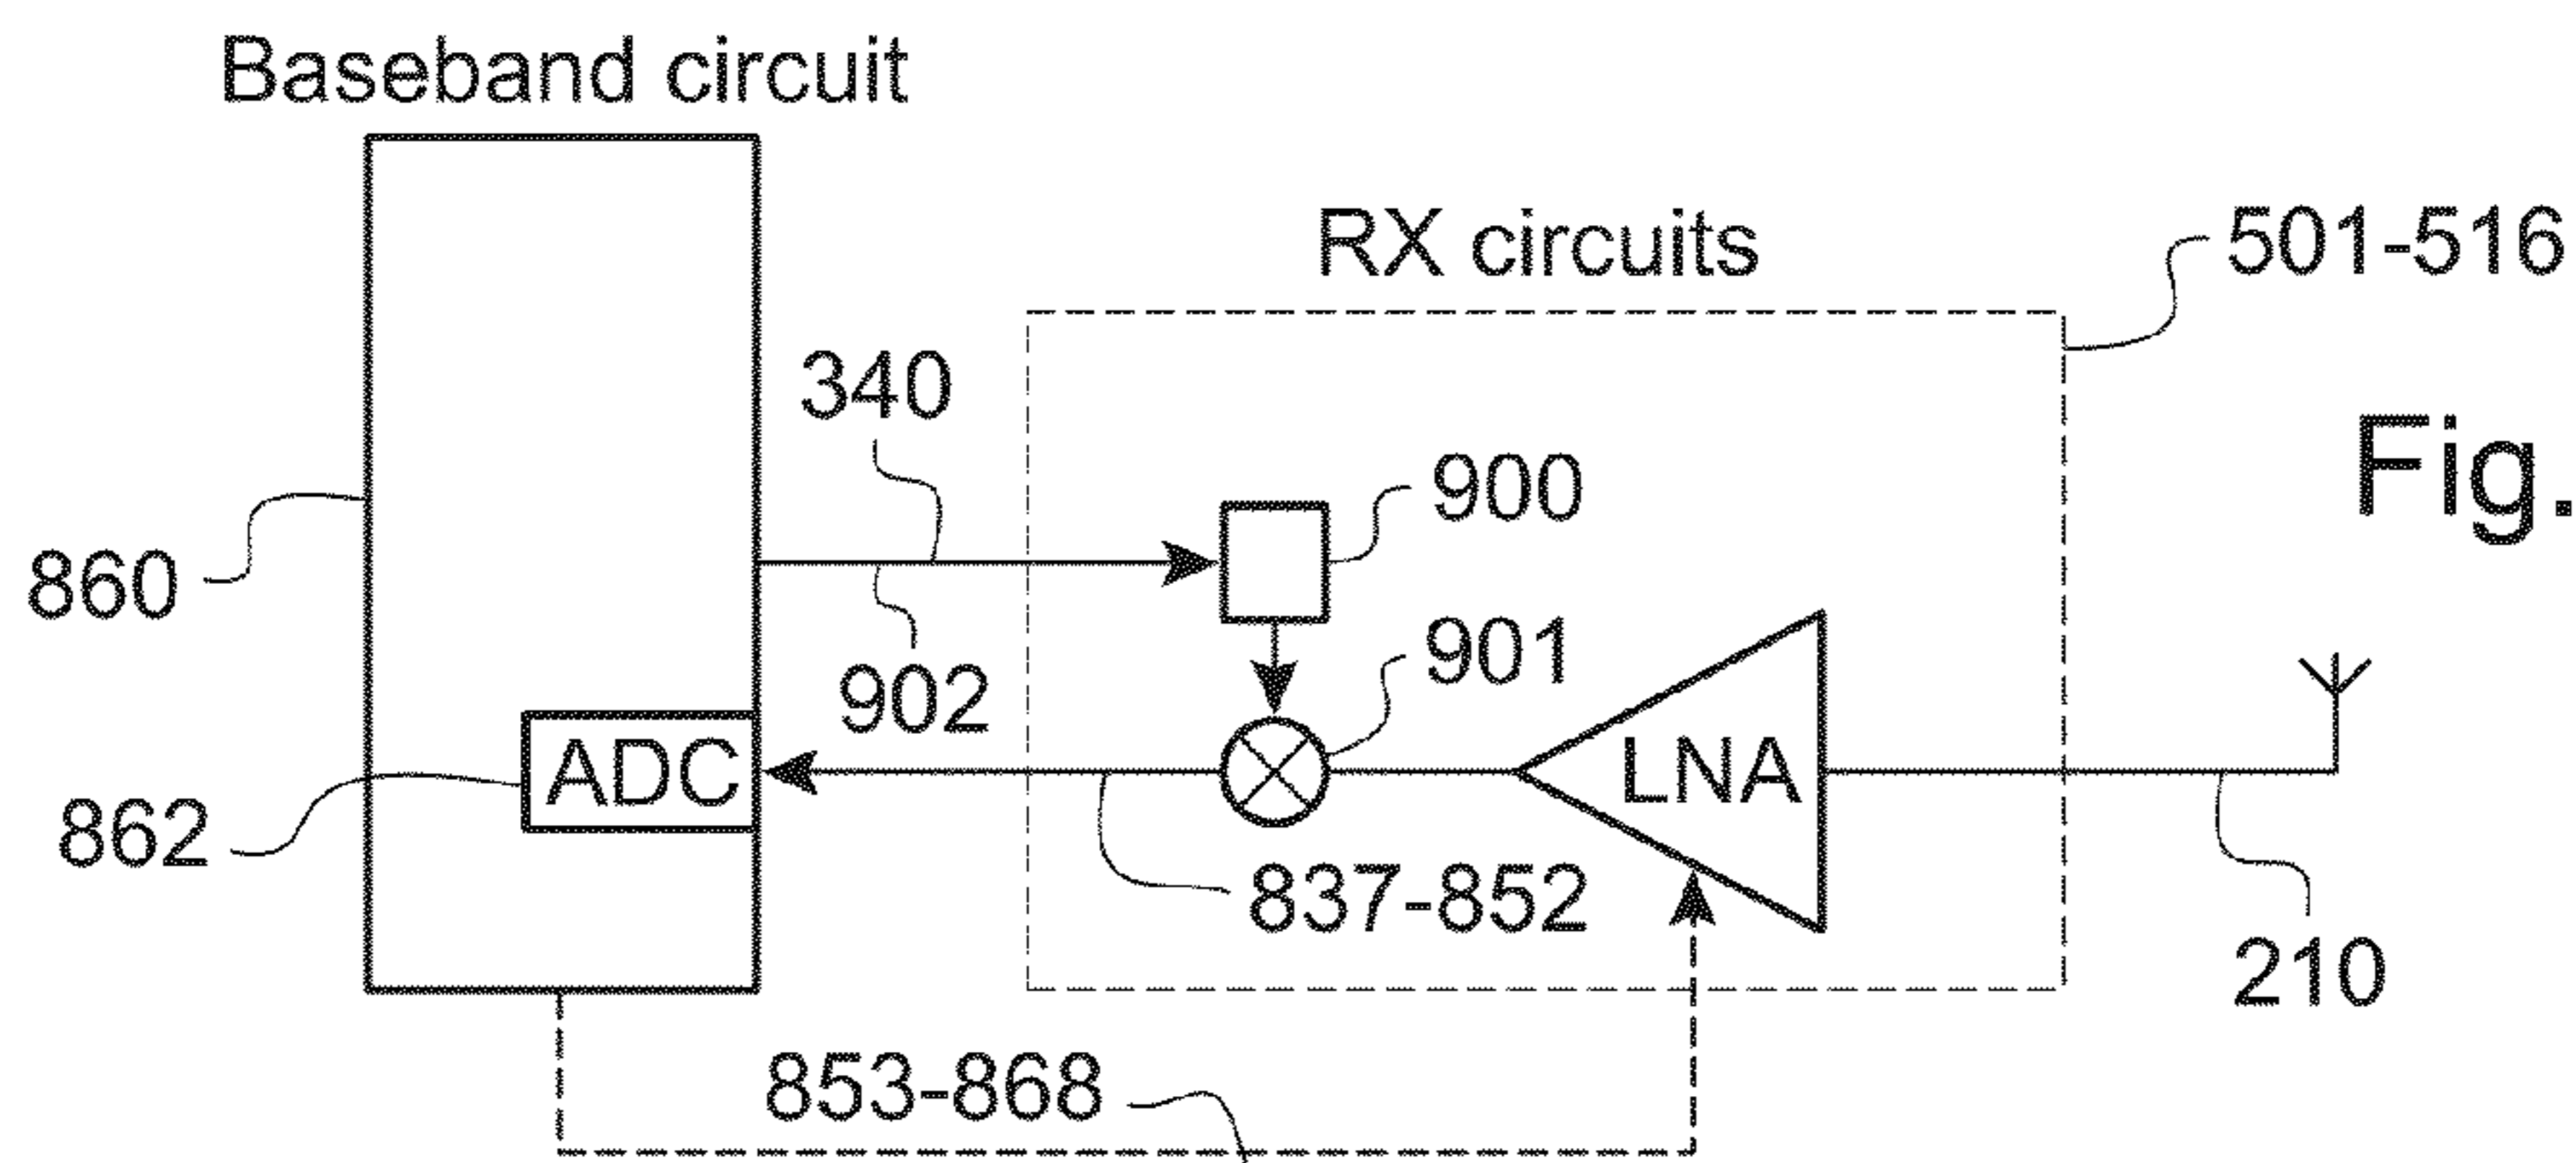 Baseband circuit
RX circuits
501-516
340
Fig.
900
860
901
902
ADC
LNA
862
837-852
210
853-868